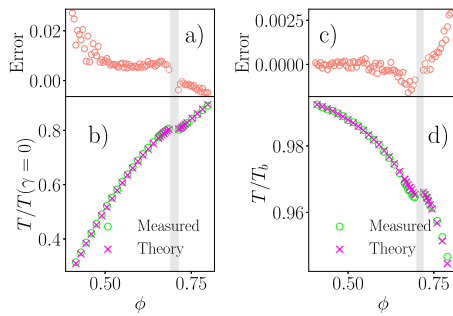 0.02
0.00
Error
a)
0.8
0.6
0.4
T/T(γ = 0)
b)
Measured
Theory
0.50
0.75
ϕ
0.0025
0.0000
Error
c)
0.98
0.96
T/T_b
d)
Measured
Theory
0.50
0.75
ϕ